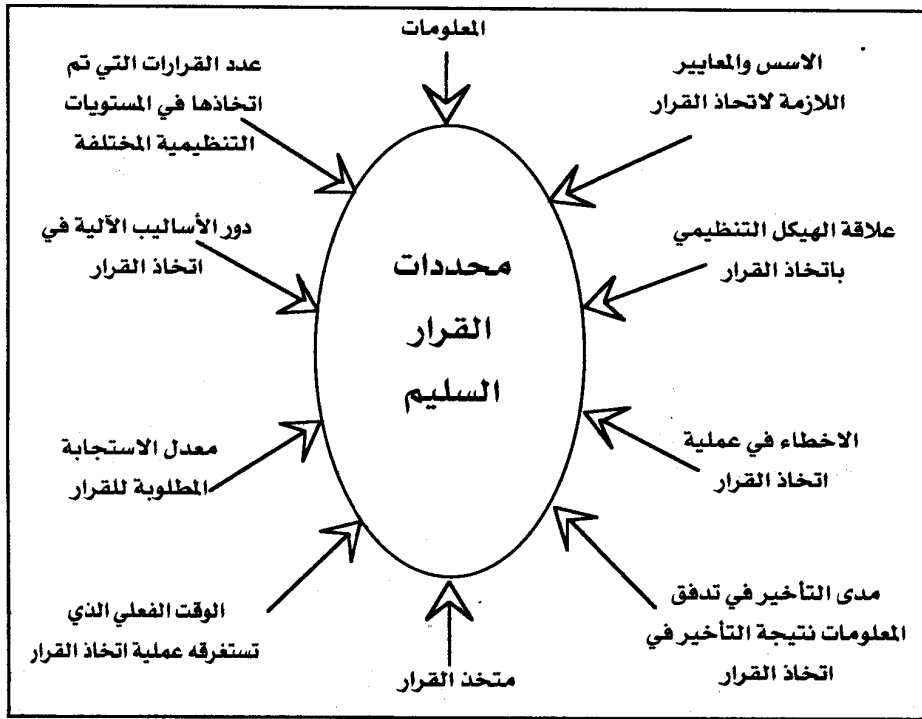 المعلومات
الاسس والمعايير
اللازمة لاتحاذ القرار
عدد القرارات التي تم
اتخاذها في المستويات
التنظيمية المختلفة
علاقة الهيكل التنظيمي
باتخاذ القرار
دور الأساليب الآلية في
اتخاذ القرار
محددات
القرار
السليم
الاخطاء في عملية
اتخاذ القرار
معدل الاستجابة
المطلوبة للقرار
مدى التأخير في تدفق
المعلومات نتيجة التأخير في
اتخاذ القرار
الوقت الفعلي الذي
تستغرقه عملية اتخاذ القرار
متخذ القرار